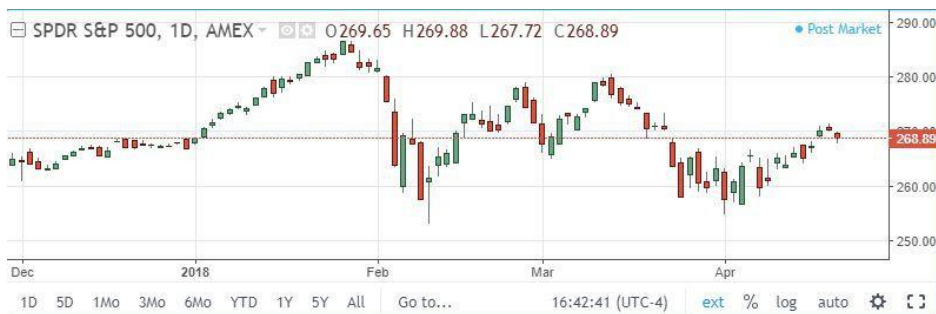 SPDR S&P 500, 1D, AMEX O269.65 H269.88 L267.72 C268.89 Post Market
290.00
280.00
270.00
268.89
260.00
250.00
Dec 2018 Feb Mar Apr
1D 5D 1Mo 3Mo 6Mo YTD 1Y 5Y All Go to... 16:42:41 (UTC-4) ext % log auto